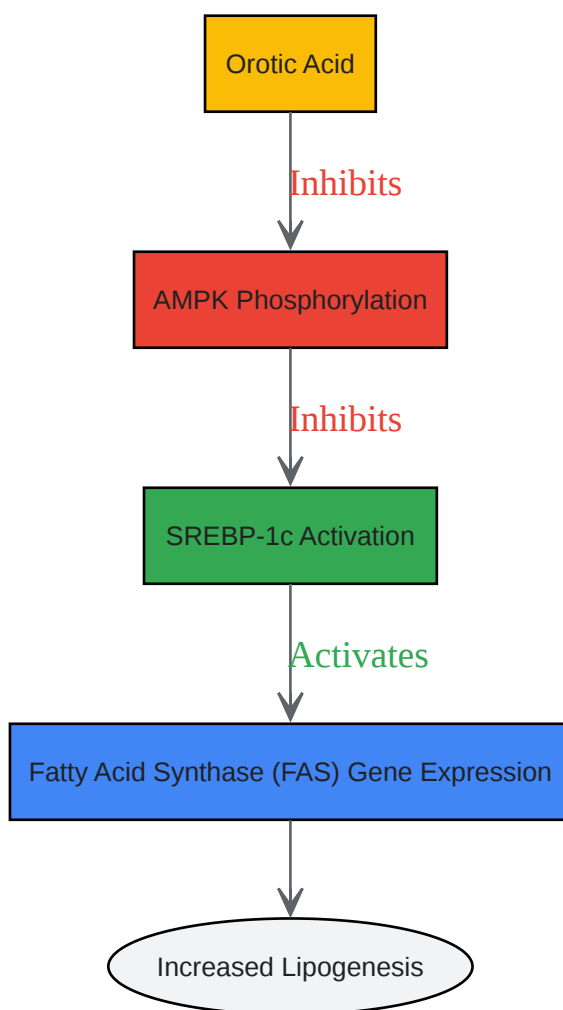 Orotic Acid
Inhibits
AMPK Phosphorylation
Inhibits
SREBP-1c Activation
Activates
Fatty Acid Synthase (FAS) Gene Expression
Increased Lipogenesis